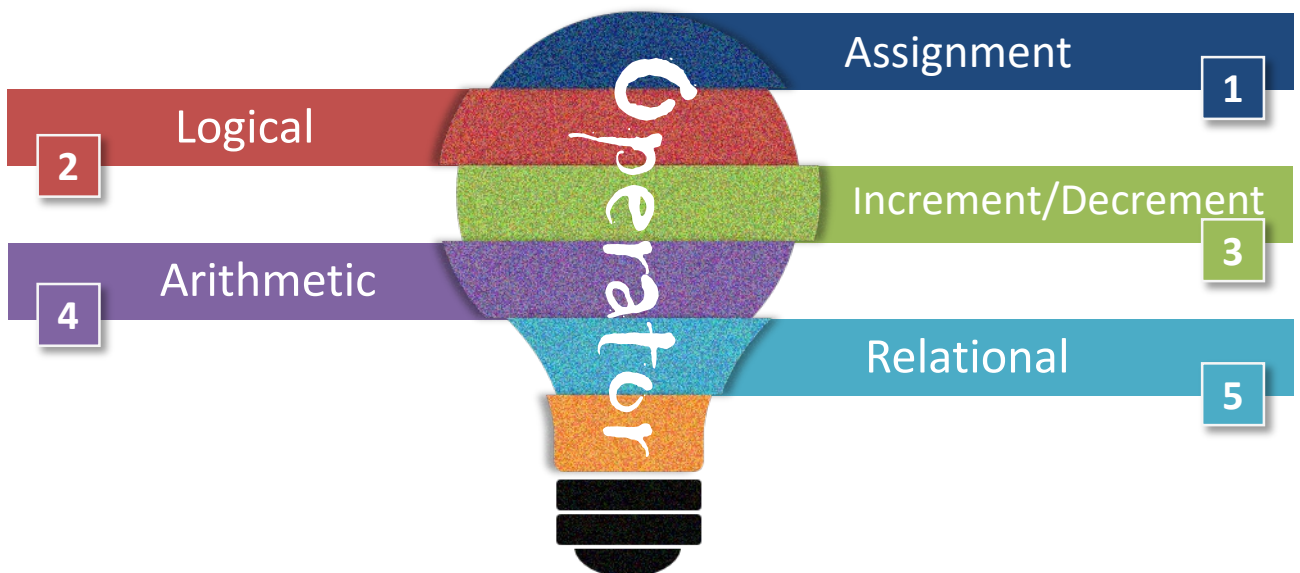 Operator
Assignment
1
Logical
2
Increment/Decrement
3
Arithmetic
4
Relational
5